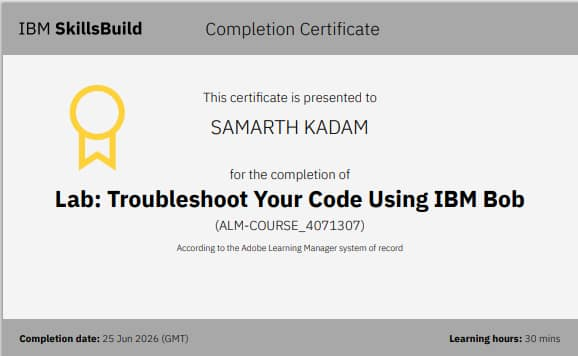 IBM SkillsBuild
Completion Certificate
This certificate is presented to
SAMARTH KADAM
for the completion of
Lab: Troubleshoot Your Code Using IBM Bob
(ALM-COURSE_4071307)
According to the Adobe Learning Manager system of record
Completion date: 25 Jun 2026 (GMT)
Learning hours: 30 mins